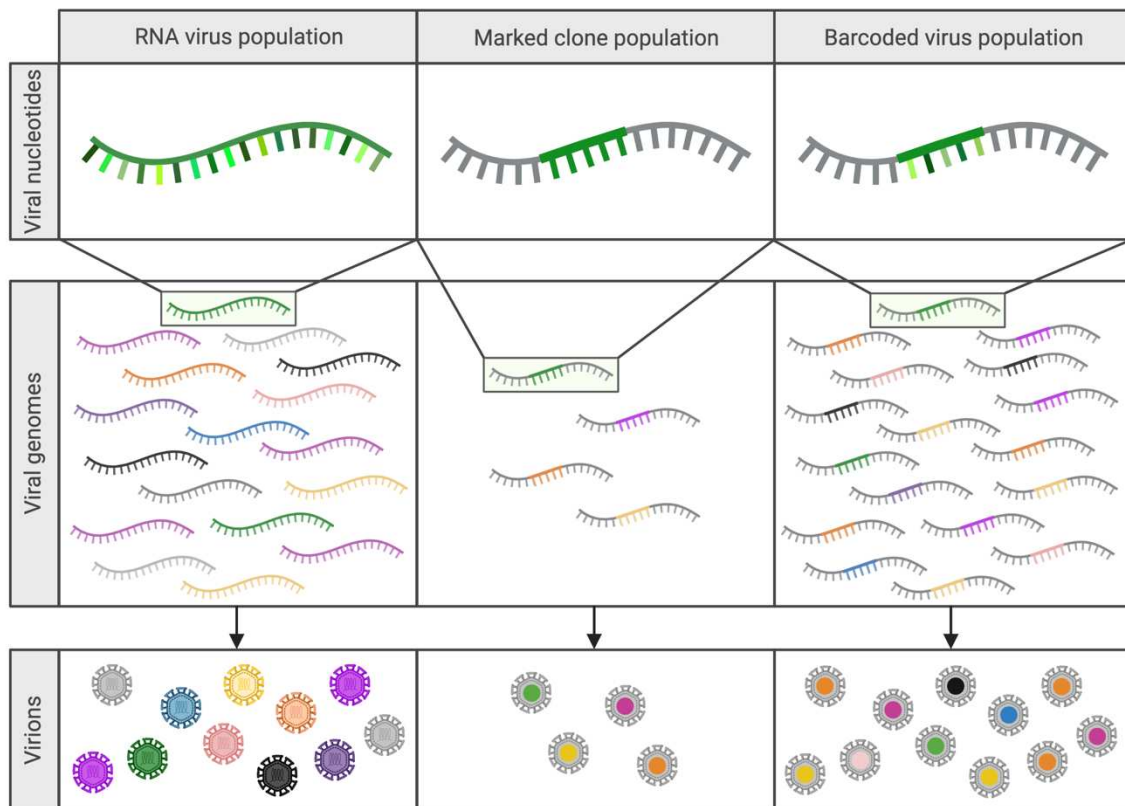 RNA virus population
Marked clone population
Barcoded virus population
Viral nucleotides
Viral genomes
Virions